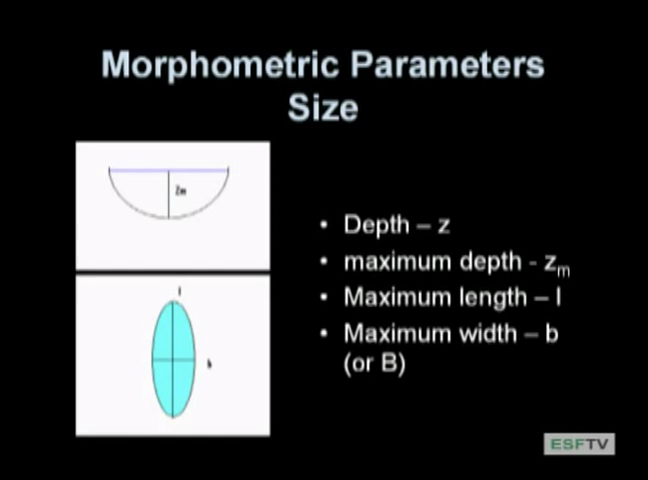 Morphometric Parameters
Size
Zm
l
b
• Depth – z
• maximum depth - zm
• Maximum length – l
• Maximum width – b
(or B)
ESFTV